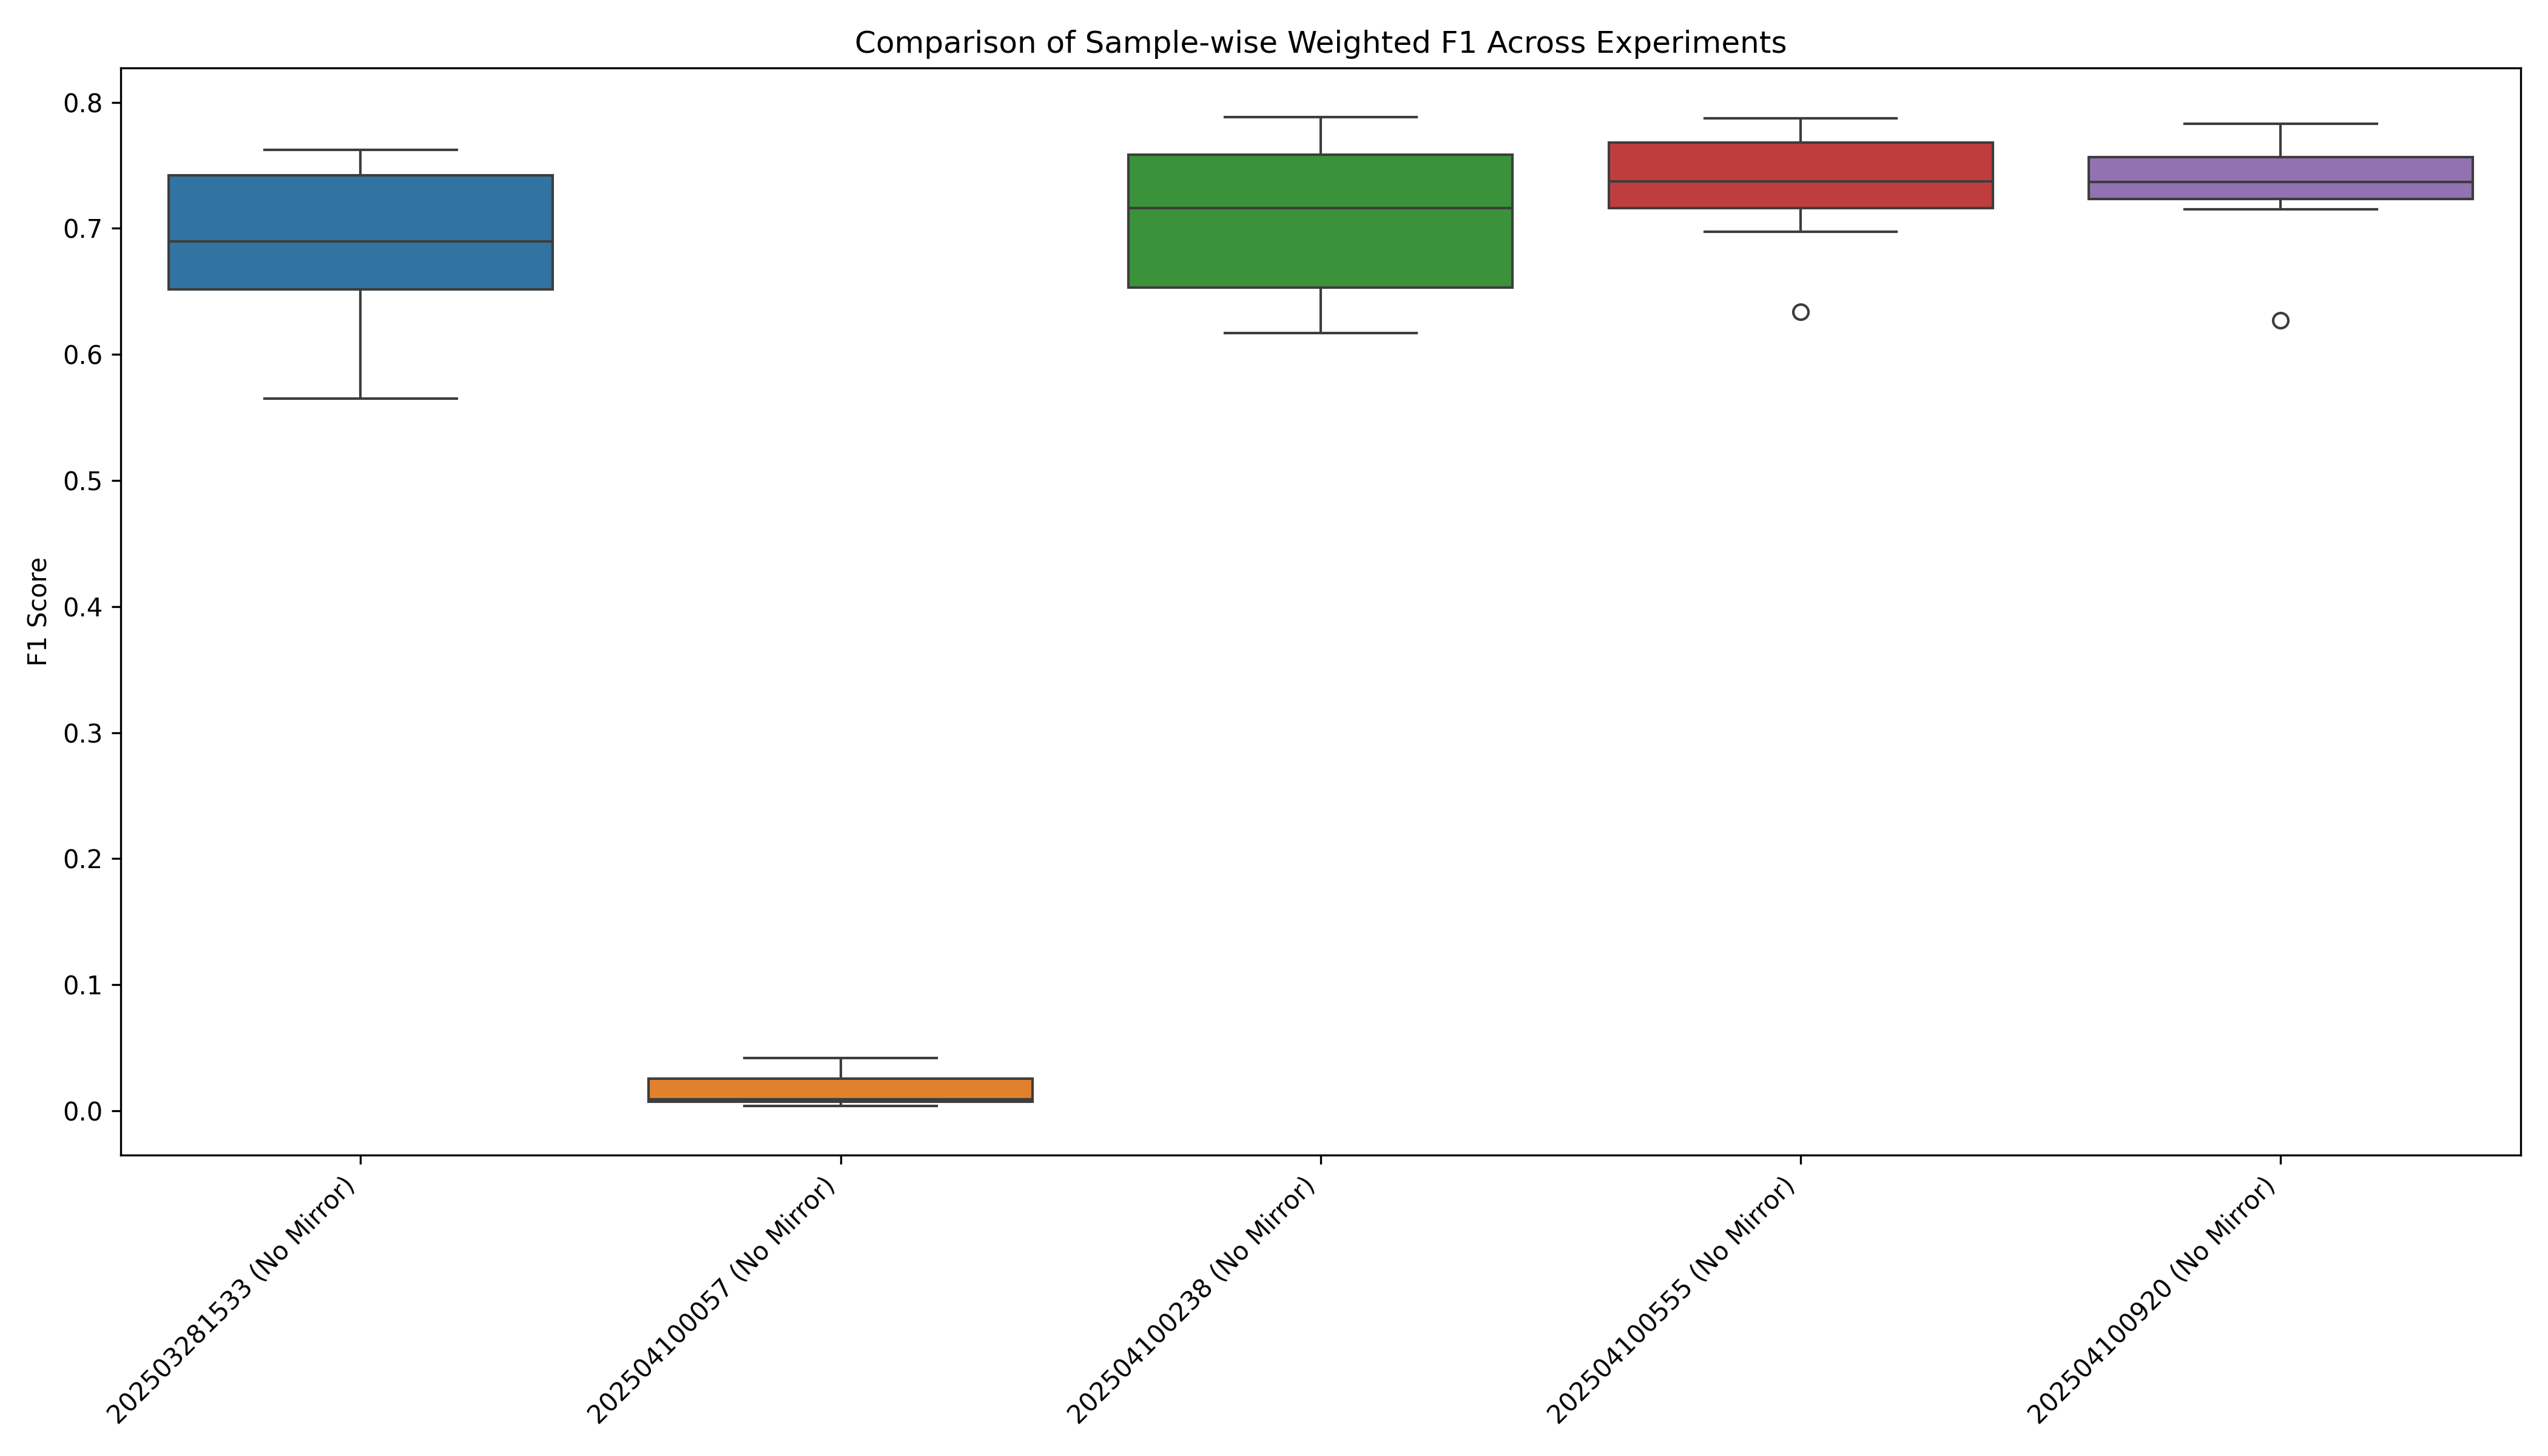 Comparison of Sample-wise Weighted F1 Across Experiments
F1 Score
0.8
0.7
0.6
0.5
0.4
0.3
0.2
0.1
0.0
202503281533 (No Mirror)
202504100057 (No Mirror)
202504100238 (No Mirror)
202504100555 (No Mirror)
202504100920 (No Mirror)